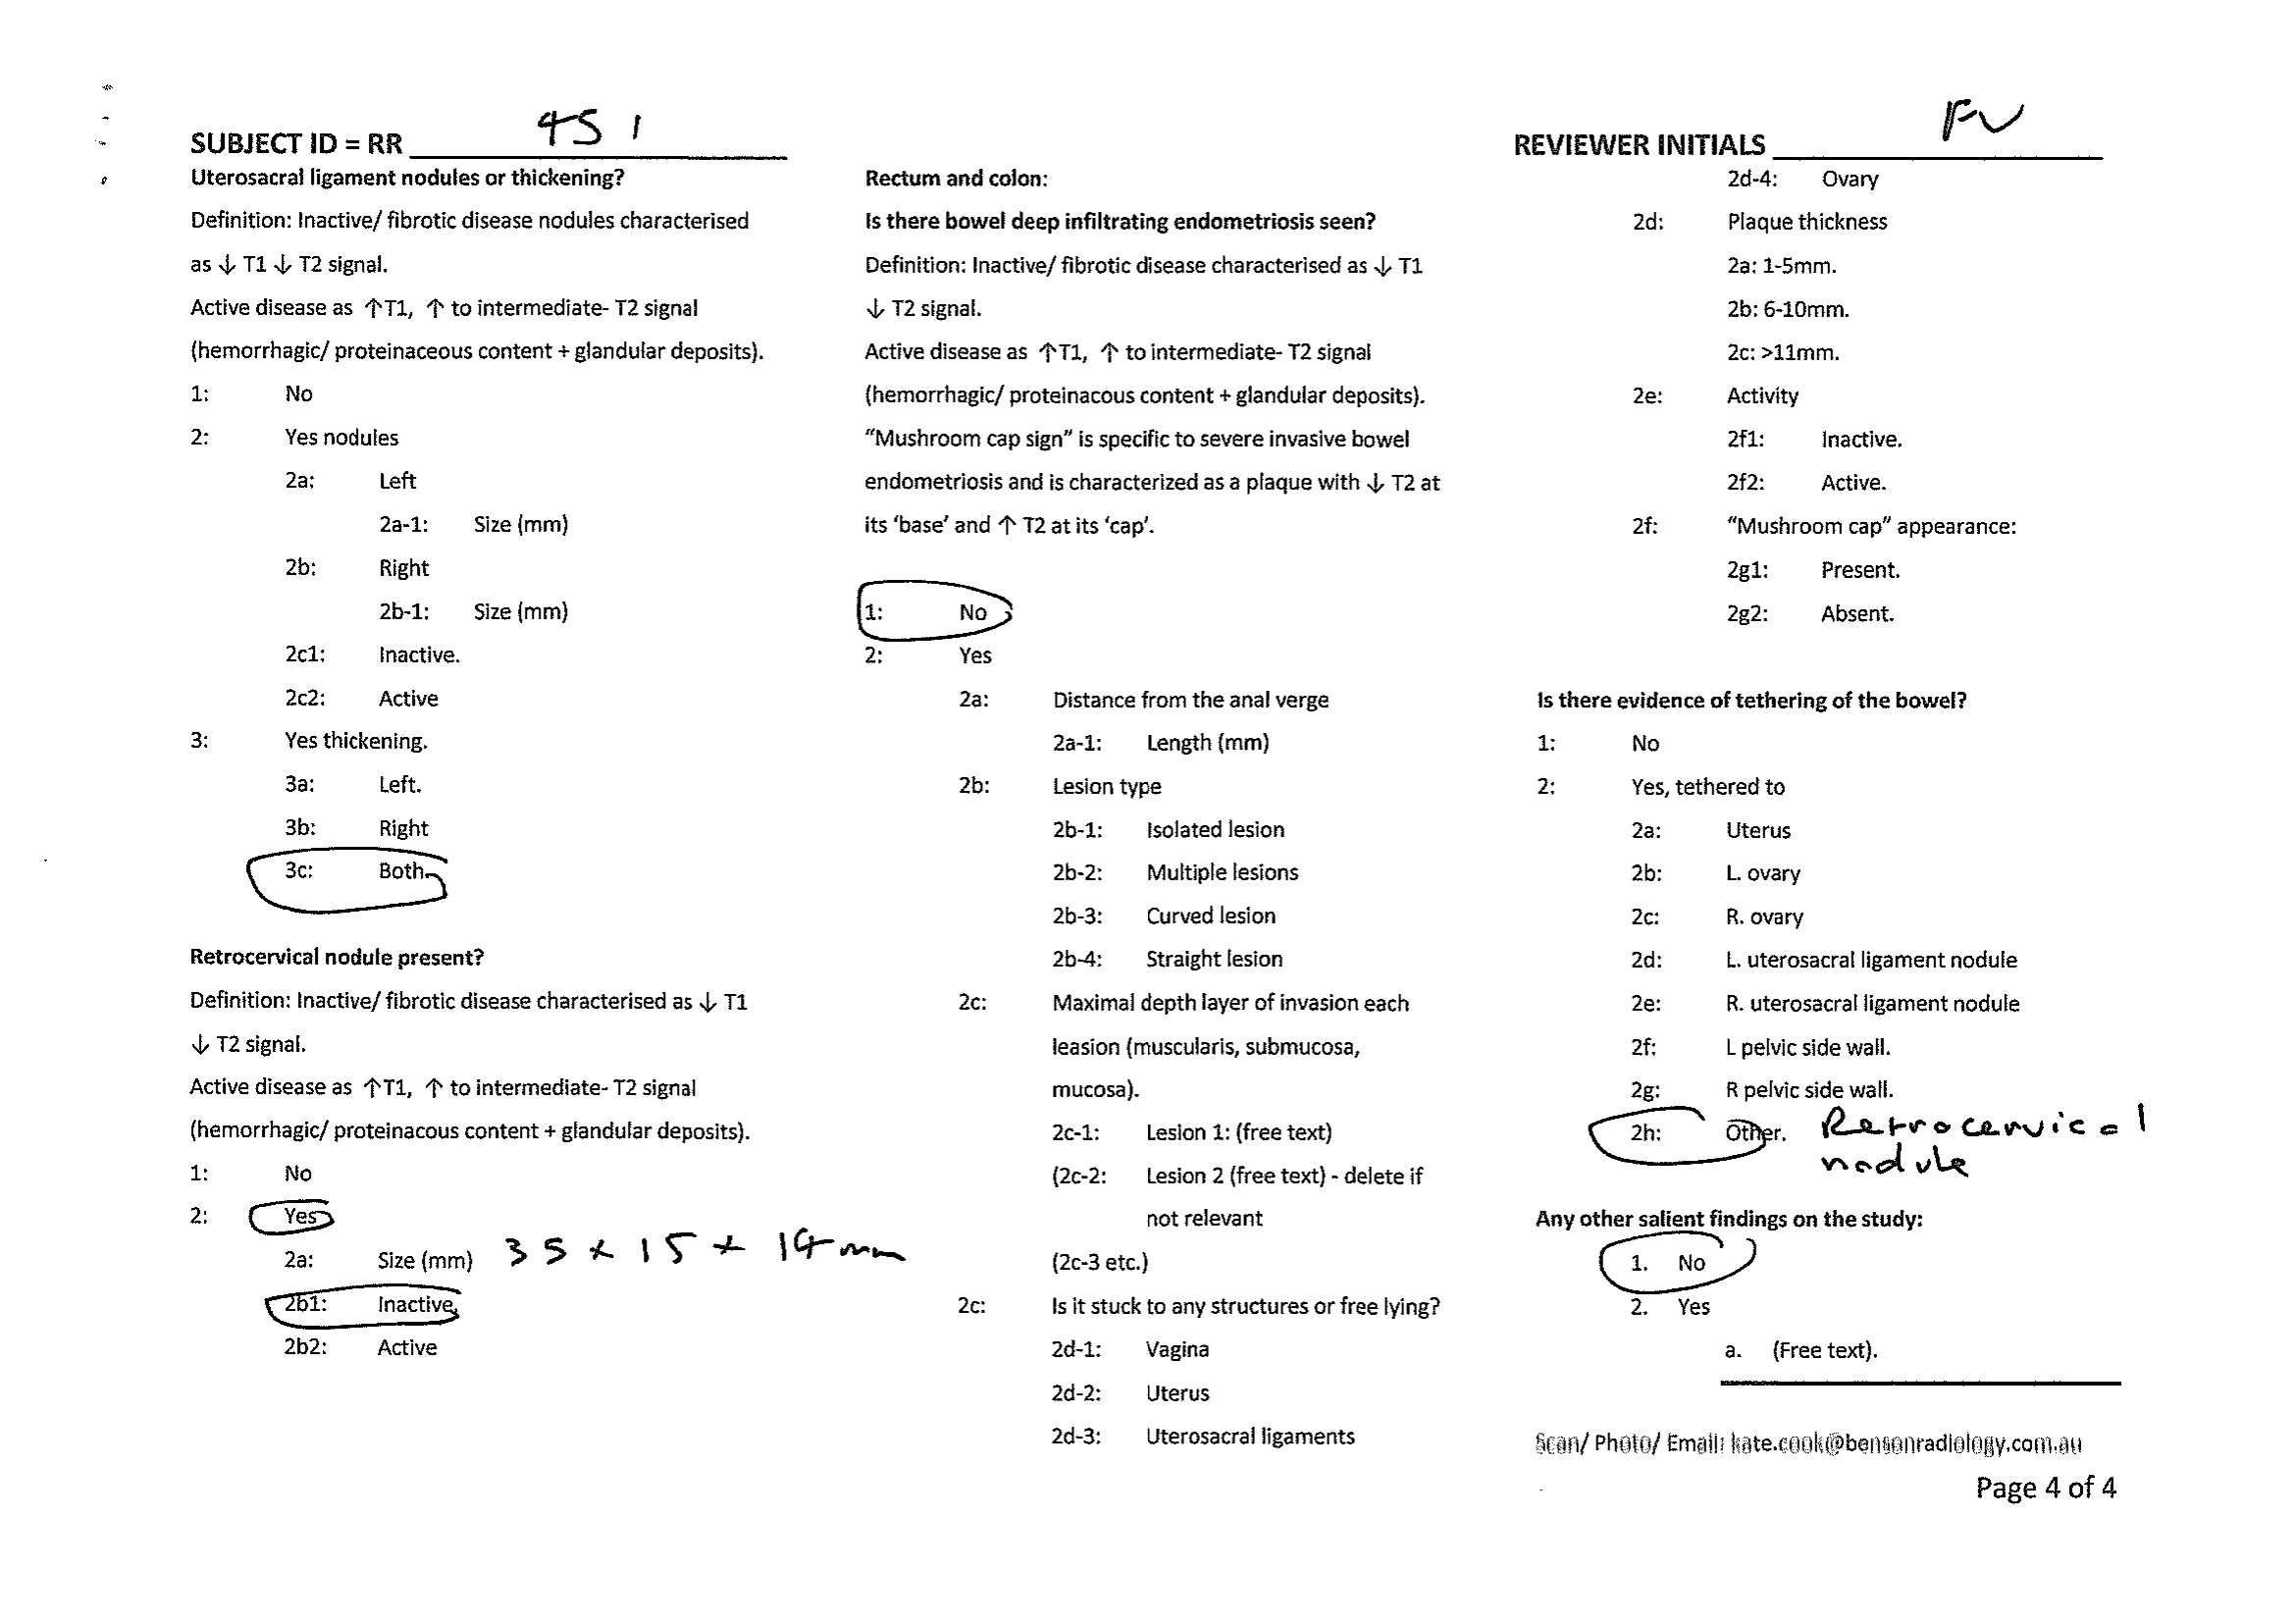 SUBJECT ID = RR 451
REVIEWER INITIALS FV
Uterosacral ligament nodules or thickening?
Definition: Inactive/ fibrotic disease nodules characterised
as ↓ T1 ↓ T2 signal.
Active disease as ↑T1, ↑ to intermediate- T2 signal
(hemorrhagic/ proteinaceous content + glandular deposits).
1: No
2: Yes nodules
2a: Left
2a-1: Size (mm)
2b: Right
2b-1: Size (mm)
2c1: Inactive.
2c2: Active
3: Yes thickening.
3a: Left.
3b: Right
3c: Both.
Retrocervical nodule present?
Definition: Inactive/ fibrotic disease characterised as ↓ T1
↓ T2 signal.
Active disease as ↑T1, ↑ to intermediate- T2 signal
(hemorrhagic/ proteinacous content + glandular deposits).
1: No
2: Yes
2a: Size (mm) 35 x 15 x 14 mm
2b1: Inactive.
2b2: Active
Rectum and colon:
Is there bowel deep infiltrating endometriosis seen?
Definition: Inactive/ fibrotic disease characterised as ↓ T1
↓ T2 signal.
Active disease as ↑T1, ↑ to intermediate- T2 signal
(hemorrhagic/ proteinacous content + glandular deposits).
“Mushroom cap sign” is specific to severe invasive bowel
endometriosis and is characterized as a plaque with ↓ T2 at
its ‘base’ and ↑ T2 at its ‘cap’.
1: No
2: Yes
2a: Distance from the anal verge
2a-1: Length (mm)
2b: Lesion type
2b-1: Isolated lesion
2b-2: Multiple lesions
2b-3: Curved lesion
2b-4: Straight lesion
2c: Maximal depth layer of invasion each
leasion (muscularis, submucosa,
mucosa).
2c-1: Lesion 1: (free text)
(2c-2: Lesion 2 (free text) - delete if
not relevant
(2c-3 etc.)
2c: Is it stuck to any structures or free lying?
2d-1: Vagina
2d-2: Uterus
2d-3: Uterosacral ligaments
2d-4: Ovary
2d: Plaque thickness
2a: 1-5mm.
2b: 6-10mm.
2c: >11mm.
2e: Activity
2f1: Inactive.
2f2: Active.
2f: “Mushroom cap” appearance:
2g1: Present.
2g2: Absent.
Is there evidence of tethering of the bowel?
1: No
2: Yes, tethered to
2a: Uterus
2b: L. ovary
2c: R. ovary
2d: L. uterosacral ligament nodule
2e: R. uterosacral ligament nodule
2f: L pelvic side wall.
2g: R pelvic side wall.
2h: Other. Retrocervical
nodule
Any other salient findings on the study:
1. No
2. Yes
a. (Free text).
Scan/ Photo/ Email: kate.cook@bensonradiology.com.au
Page 4 of 4